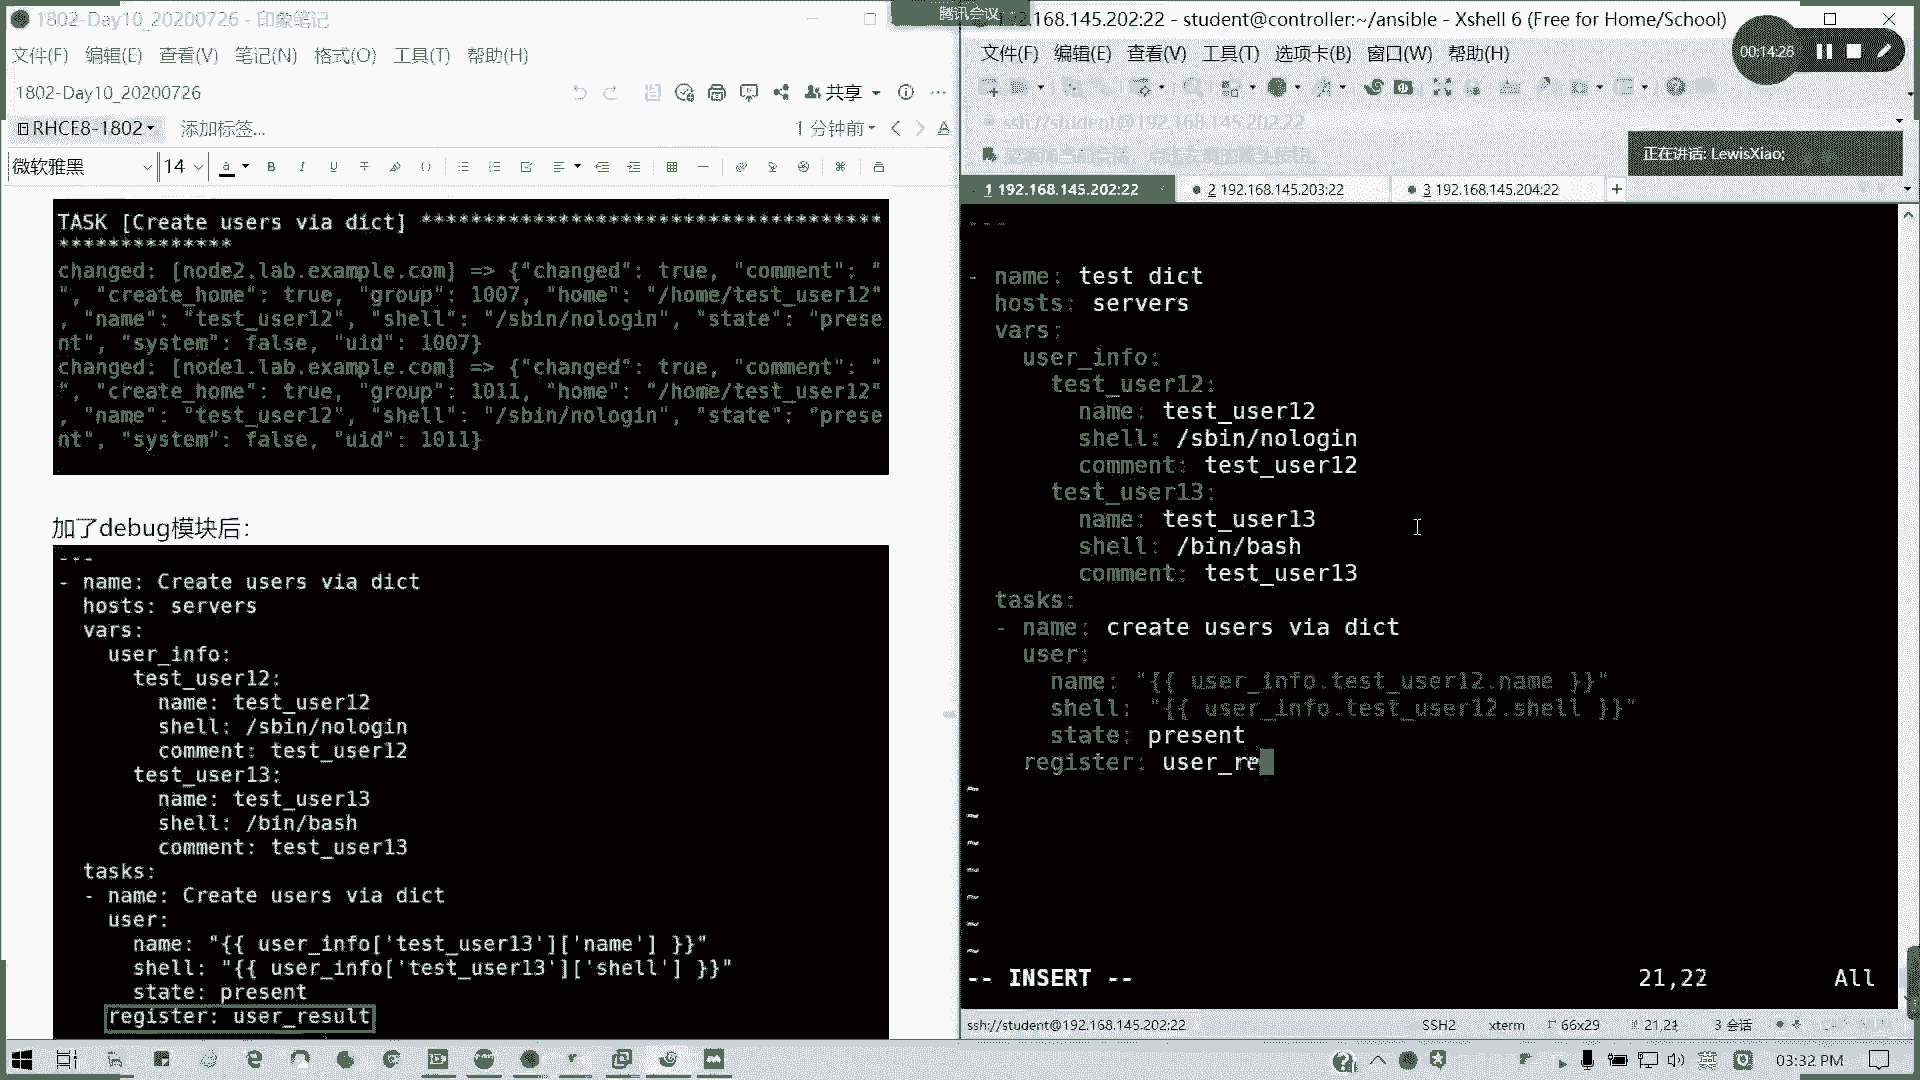 1802-Day10_20200726 - 印象笔记
文件(F) 编辑(E) 查看(V) 笔记(N) 格式(O) 工具(T) 帮助(H)
1802-Day10_20200726
共享
RHCE8-1802
添加标签...
1 分钟前
微软雅黑
14
TASK [Create users via dict] *************************************
**************
changed: [node2.lab.example.com] => {"changed": true, "comment": "
", "create_home": true, "group": 1007, "home": "/home/test_user12"
, "name": "test_user12", "shell": "/sbin/nologin", "state": "prese
nt", "system": false, "uid": 1007}
changed: [node1.lab.example.com] => {"changed": true, "comment": "
", "create_home": true, "group": 1011, "home": "/home/test_user12"
, "name": "test_user12", "shell": "/sbin/nologin", "state": "prese
nt", "system": false, "uid": 1011}
加了debug模块后:
---
- name: Create users via dict
hosts: servers
vars:
user_info:
test_user12:
name: test_user12
shell: /sbin/nologin
comment: test_user12
test_user13:
name: test_user13
shell: /bin/bash
comment: test_user13
tasks:
- name: Create users via dict
user:
name: "{{ user_info['test_user13']['name'] }}"
shell: "{{ user_info['test_user13']['shell'] }}"
state: present
register: user_result
腾讯会议
192.168.145.202:22 - student@controller:~/ansible - Xshell 6 (Free for Home/School)
文件(F) 编辑(E) 查看(V) 工具(T) 选项卡(B) 窗口(W) 帮助(H)
00:14:26
ssh://student@192.168.145.202:22
正在讲话: LewisXiao;
1 192.168.145.202:22
2 192.168.145.203:22
3 192.168.145.204:22
---
- name: test dict
hosts: servers
vars:
user_info:
test_user12:
name: test_user12
shell: /sbin/nologin
comment: test_user12
test_user13:
name: test_user13
shell: /bin/bash
comment: test_user13
tasks:
- name: create users via dict
user:
name: "{{ user_info.test_user12.name }}"
shell: "{{ user_info.test_user12.shell }}"
state: present
register: user_re
~
~
~
~
~
~
~
-- INSERT --
21,22
All
ssh://student@192.168.145.202:22
SSH2
xterm
66x29
21,21
3 会话
英
03:32 PM